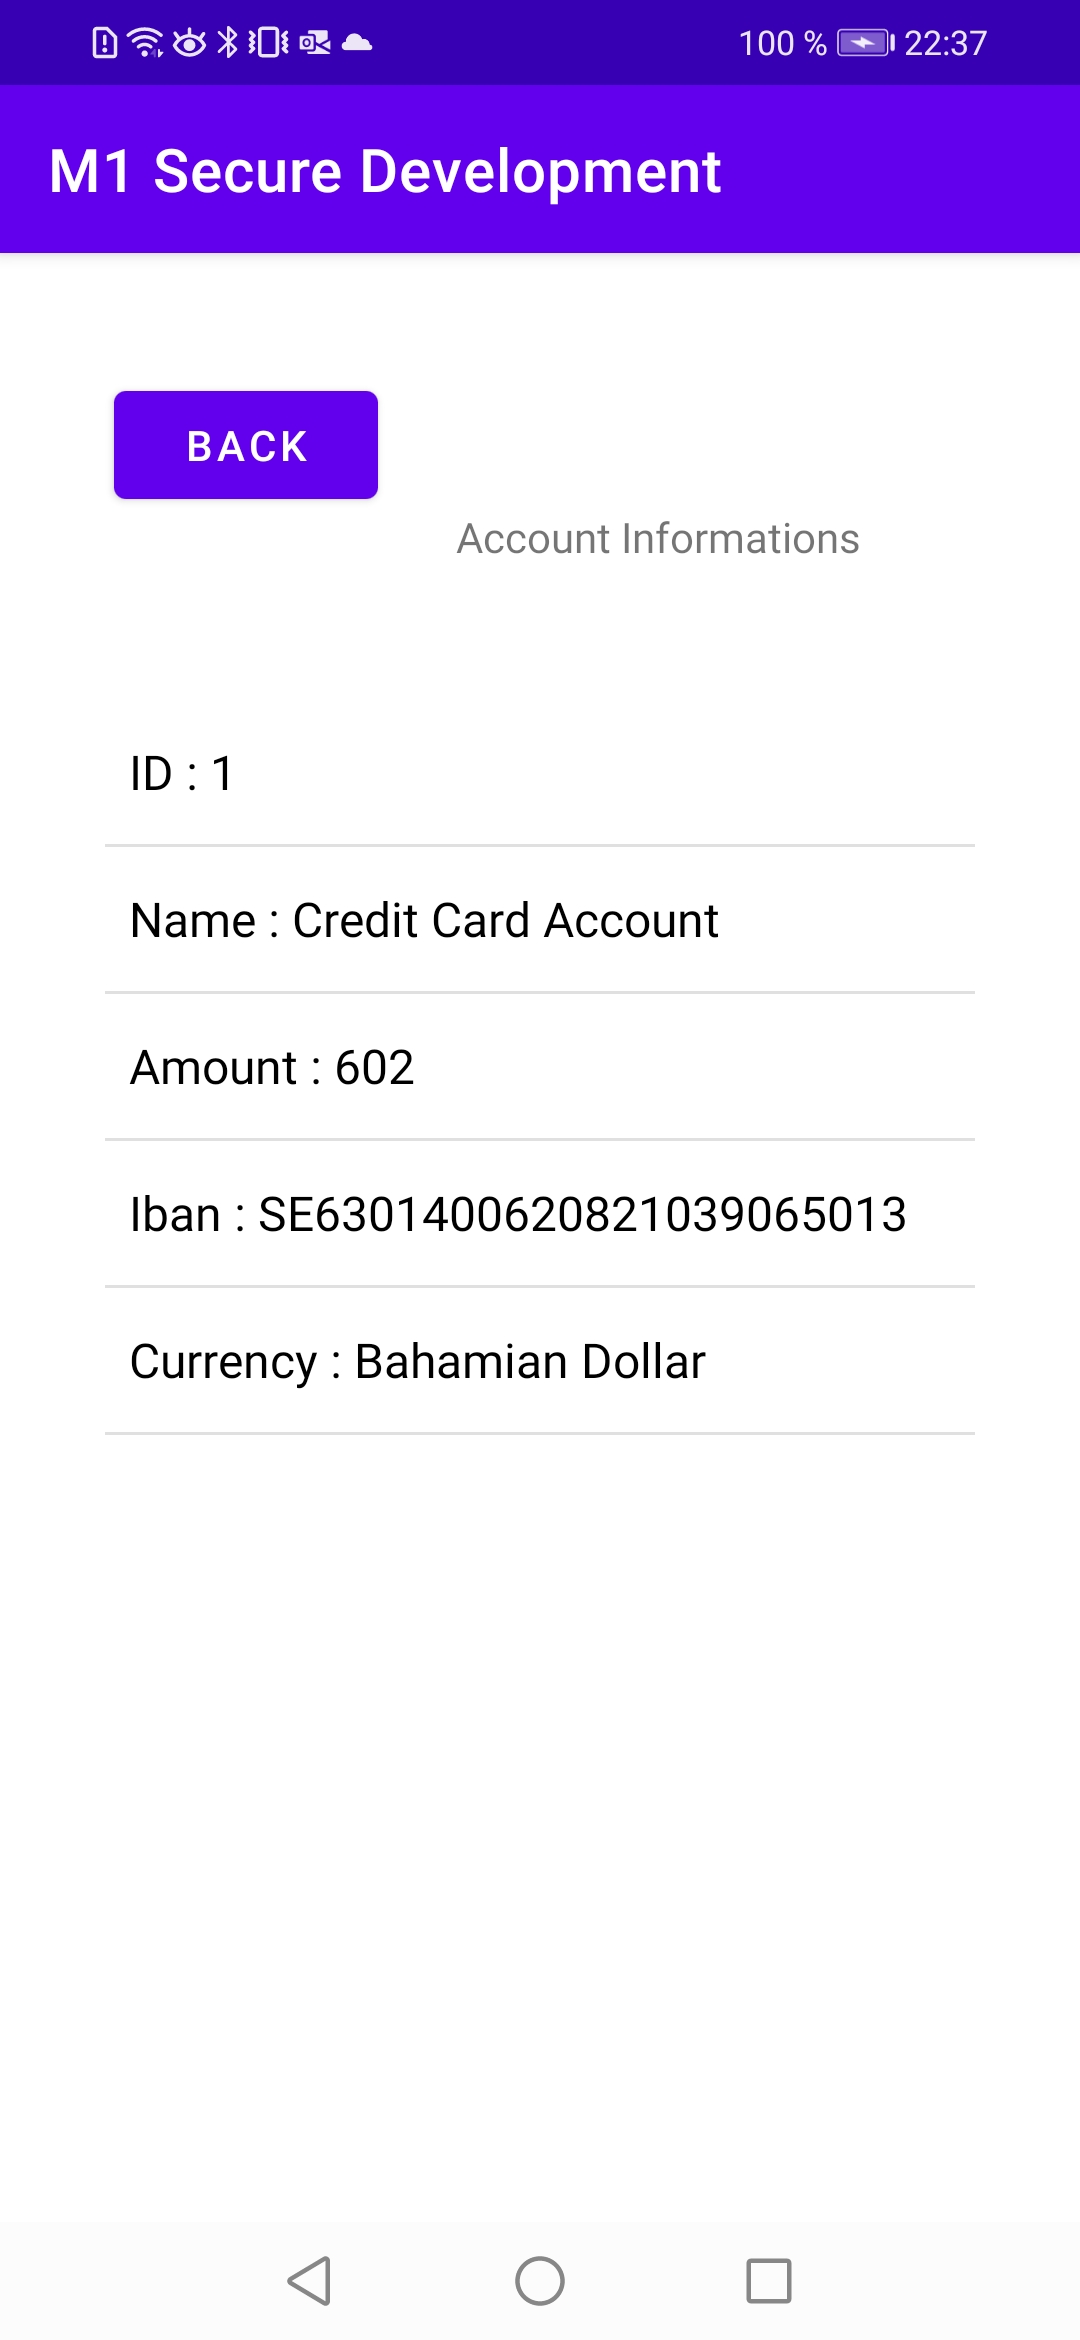 100 % 22:37
M1 Secure Development
BACK
Account Informations
ID : 1
Name : Credit Card Account
Amount : 602
Iban : SE6301400620821039065013
Currency : Bahamian Dollar